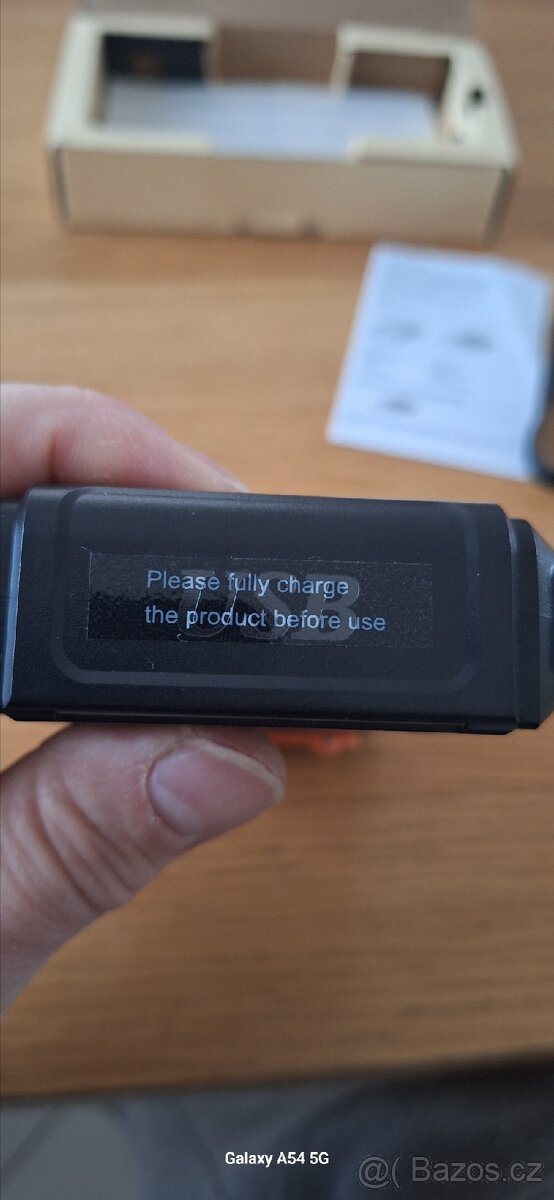 Please fully charge
the product before use
USB
Galaxy A54 5G
@( Bazos.cz